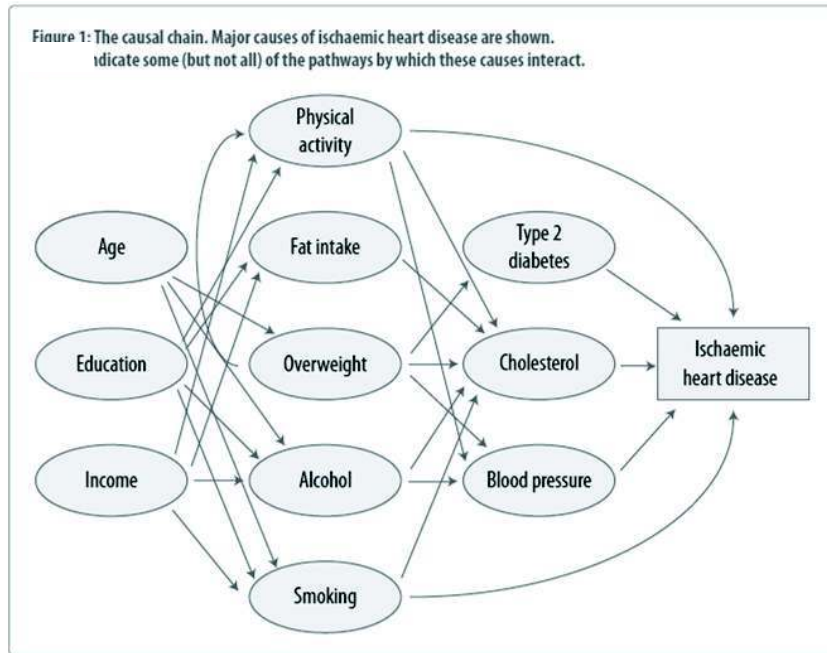 Figure 1: The causal chain. Major causes of ischaemic heart disease are shown.
ndicate some (but not all) of the pathways by which these causes interact.
Physical
activity
Age
Fat intake
Type 2
diabetes
Education
Overweight
Cholesterol
Ischaemic
heart disease
Income
Alcohol
Blood pressure
Smoking